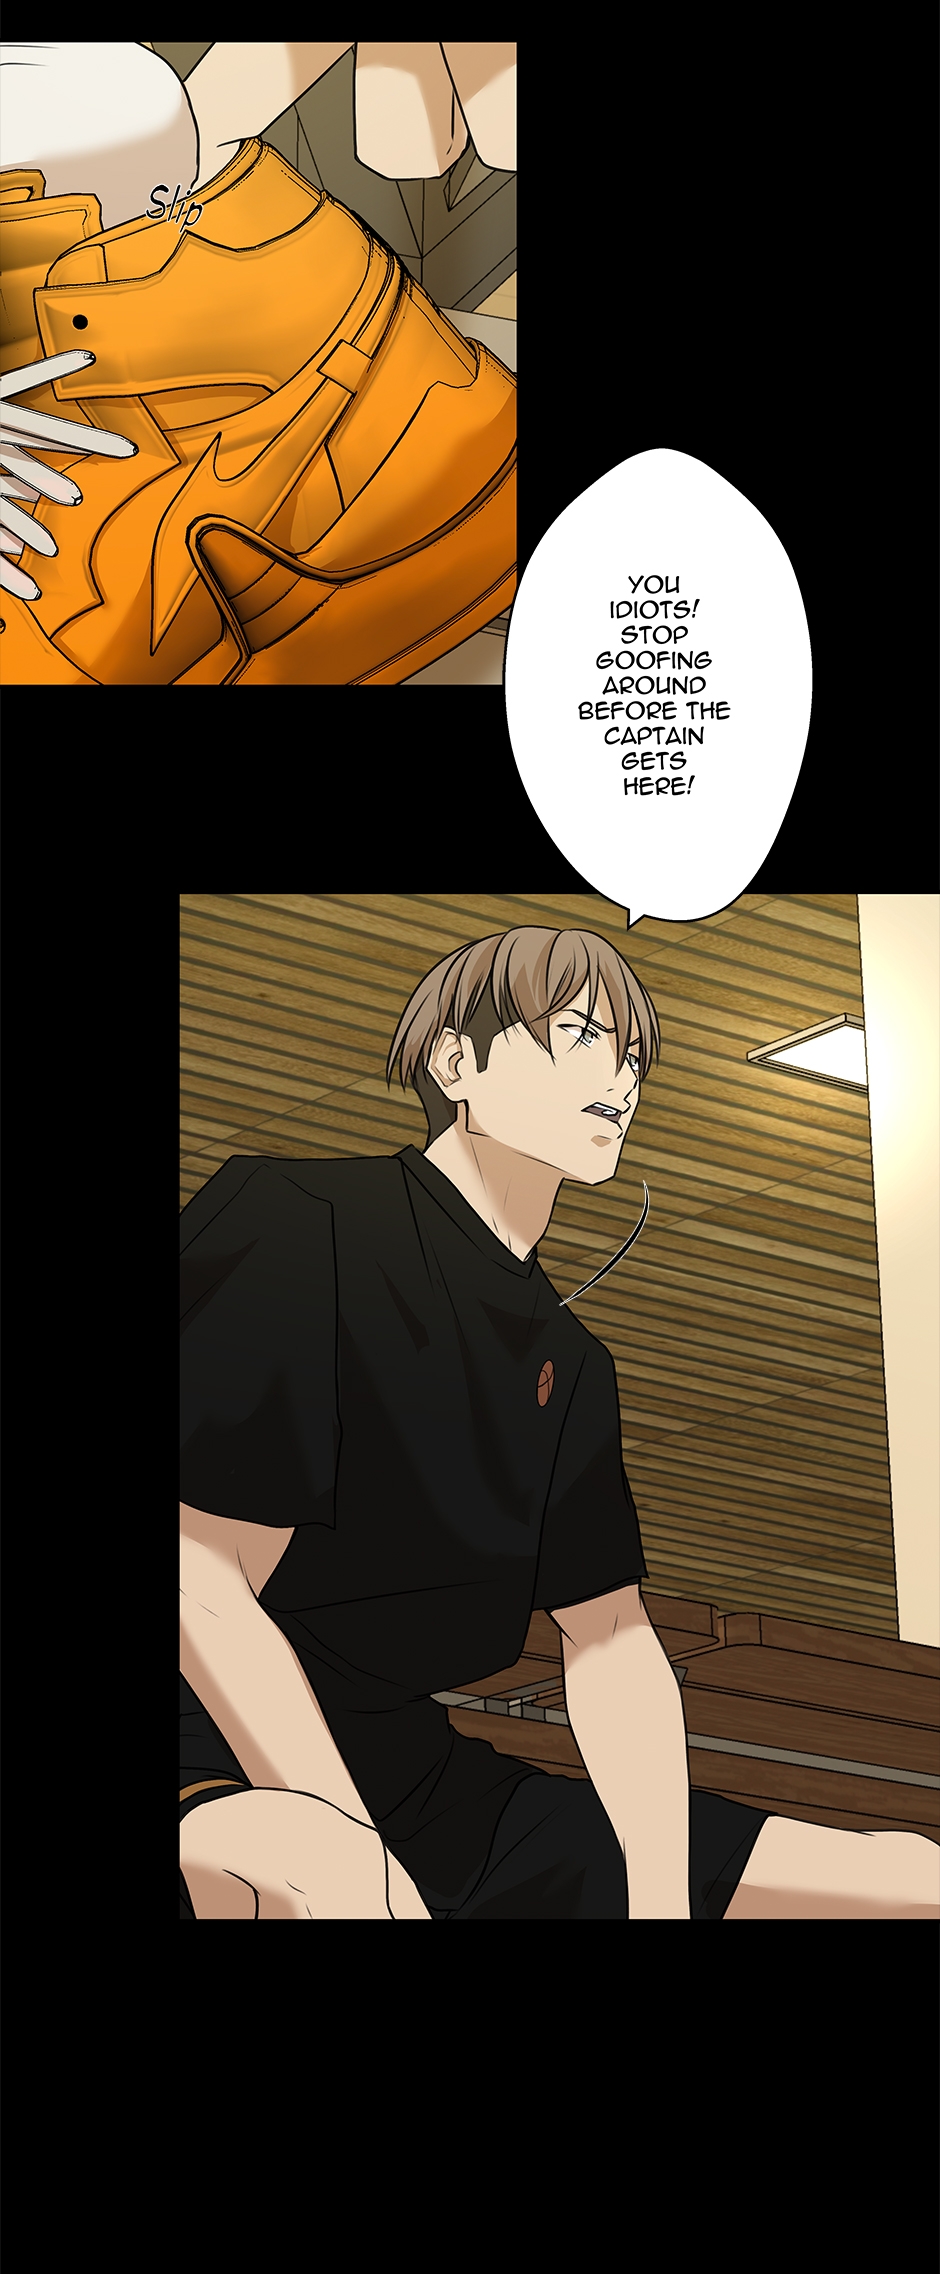 Slip
YOU
IDIOTS!
STOP
GOOFING
AROUND
BEFORE THE
CAPTAIN
GETS
HERE!